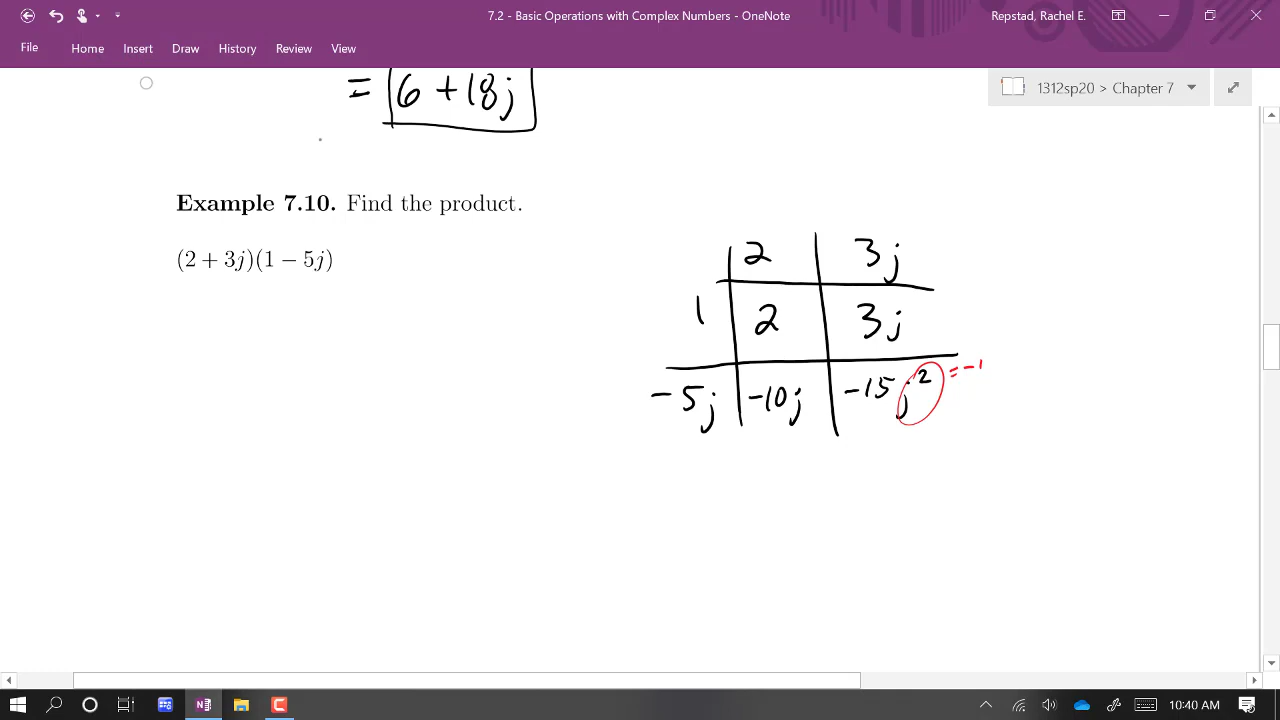 7.2 - Basic Operations with Complex Numbers - OneNote
Repstad, Rachel E.
File Home Insert Draw History Review View
= 6 + 18j
1312sp20 > Chapter 7
Example 7.10. Find the product.
(2 + 3j)(1 − 5j)
2 3j
1 2 3j
-5j -10j -15j² = -1
10:40 AM